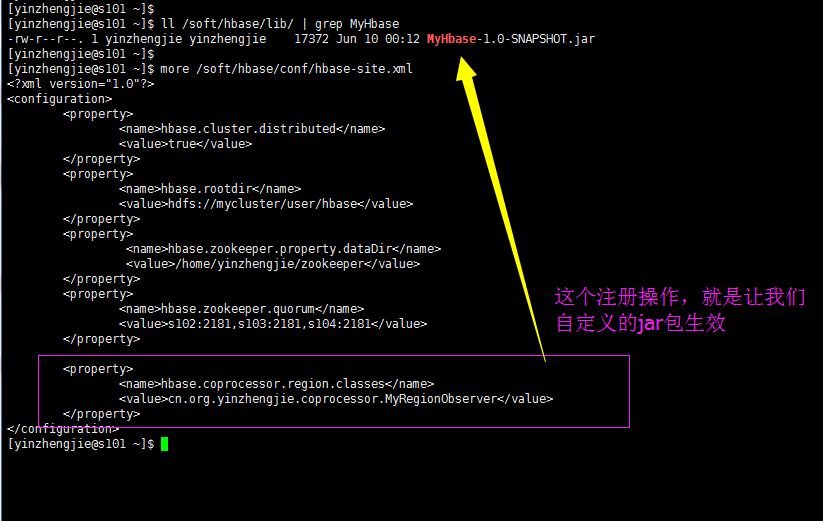 [yinzhengjie@s101 ~]$
[yinzhengjie@s101 ~]$ ll /soft/hbase/lib/ | grep MyHbase
-rw-r--r--. 1 yinzhengjie yinzhengjie    17372 Jun 10 00:12 MyHbase-1.0-SNAPSHOT.jar
[yinzhengjie@s101 ~]$
[yinzhengjie@s101 ~]$ more /soft/hbase/conf/hbase-site.xml
<?xml version="1.0"?>
<configuration>
        <property>
                <name>hbase.cluster.distributed</name>
                <value>true</value>
        </property>
        <property>
                <name>hbase.rootdir</name>
                <value>hdfs://mycluster/user/hbase</value>
        </property>
        <property>
                 <name>hbase.zookeeper.property.dataDir</name>
                <value>/home/yinzhengjie/zookeeper</value>
        </property>
        <property>
                <name>hbase.zookeeper.quorum</name>
                <value>s102:2181,s103:2181,s104:2181</value>
        </property>
这个注册操作，就是让我们
自定义的jar包生效
        <property>
                <name>hbase.coprocessor.region.classes</name>
                <value>cn.org.yinzhengjie.coprocessor.MyRegionObserver</value>
        </property>
</configuration>
[yinzhengjie@s101 ~]$